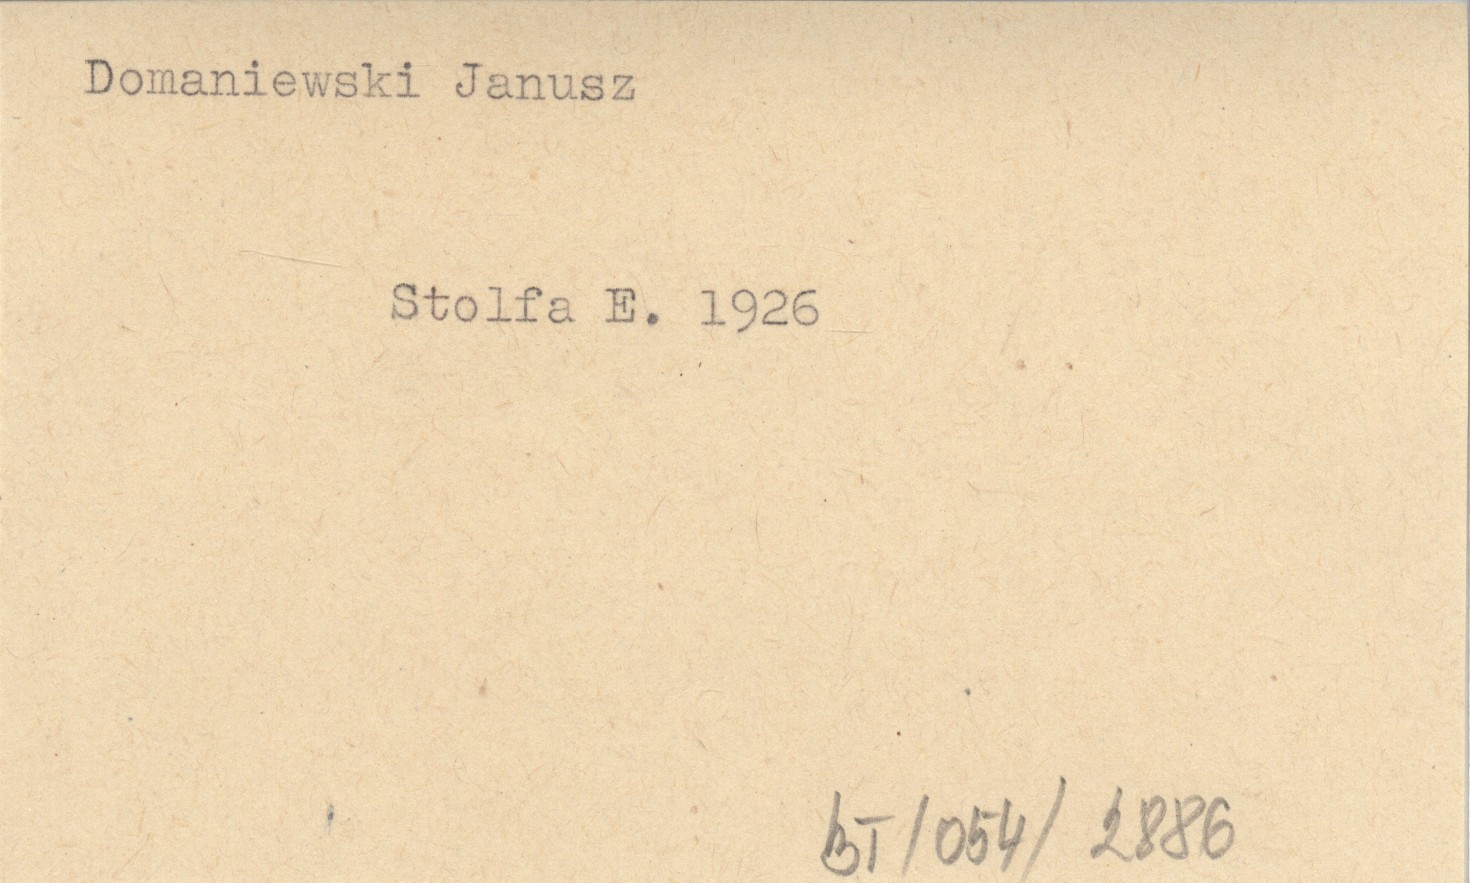 Domaniewski Janusz
Stolfa E. 1926
BT/054/ 2886